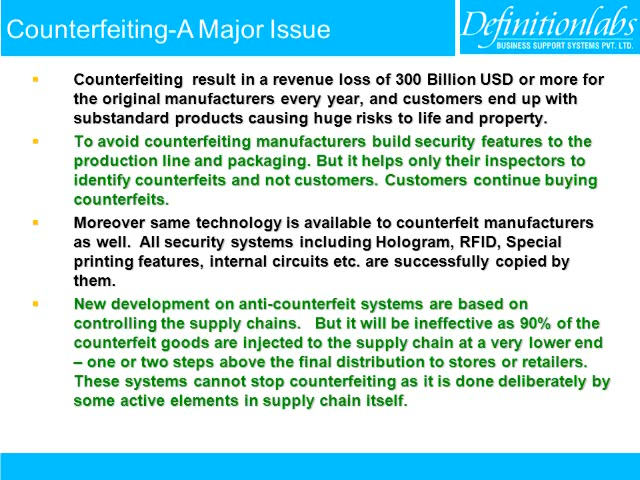 Counterfeiting-A Major Issue
Definitionlabs
BUSINESS SUPPORT SYSTEMS PVT. LTD.
Counterfeiting result in a revenue loss of 300 Billion USD or more for
the original manufacturers every year, and customers end up with
substandard products causing huge risks to life and property.
To avoid counterfeiting manufacturers build security features to the
production line and packaging. But it helps only their inspectors to
identify counterfeits and not customers. Customers continue buying
counterfeits.
Moreover same technology is available to counterfeit manufacturers
as well. All security systems including Hologram, RFID, Special
printing features, internal circuits etc. are successfully copied by
them.
New development on anti-counterfeit systems are based on
controlling the supply chains. But it will be ineffective as 90% of the
counterfeit goods are injected to the supply chain at a very lower end
– one or two steps above the final distribution to stores or retailers.
These systems cannot stop counterfeiting as it is done deliberately by
some active elements in supply chain itself.